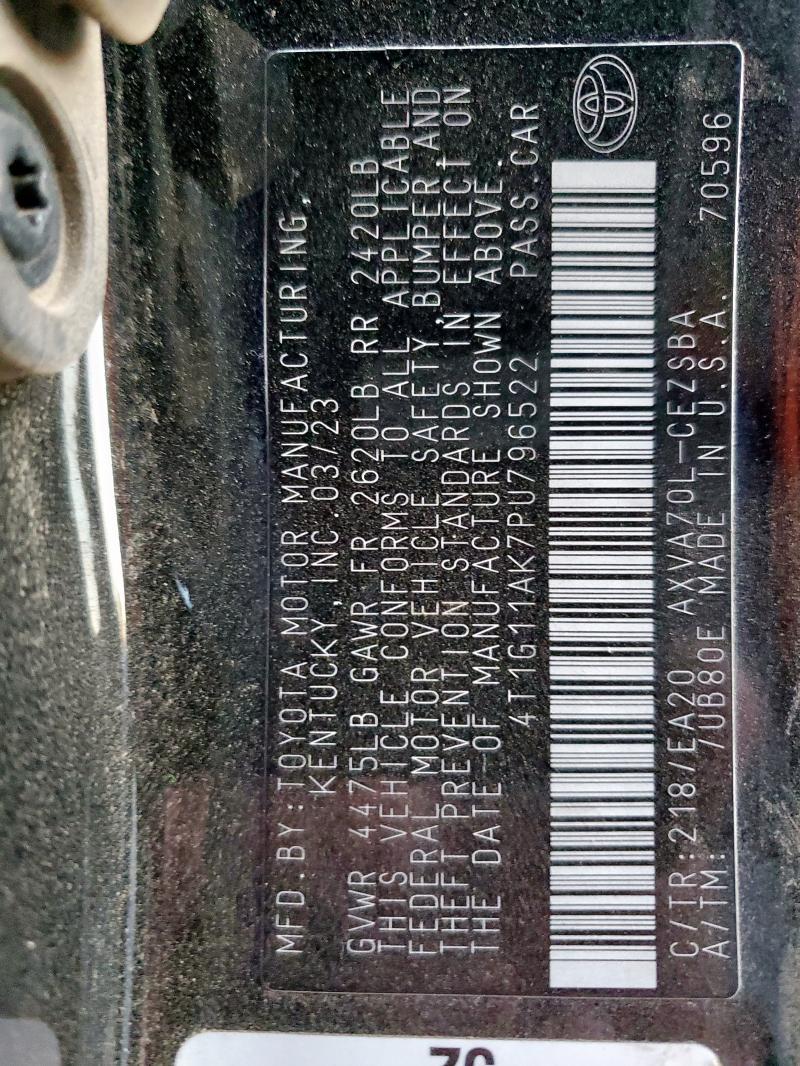 MFD.BY:TOYOTA MOTOR MANUFACTURING,
KENTUCKY,INC.03/23
GVWR 4475LB GAWR FR 2620LB RR 2420LB
THIS VEHICLE CONFORMS TO ALL APPLICABLE
FEDERAL MOTOR VEHICLE SAFETY,BUMPER AND
THEFT PREVENTION STANDARDS IN EFFECT ON
THE DATE OF MANUFACTURE SHOWN ABOVE.
4T1G11AK7PU796522 PASS.CAR
C/TR:218/EA20 AXVA70L-CEZSBA
A/TM: /UB80E MADE IN U.S.A. 70596